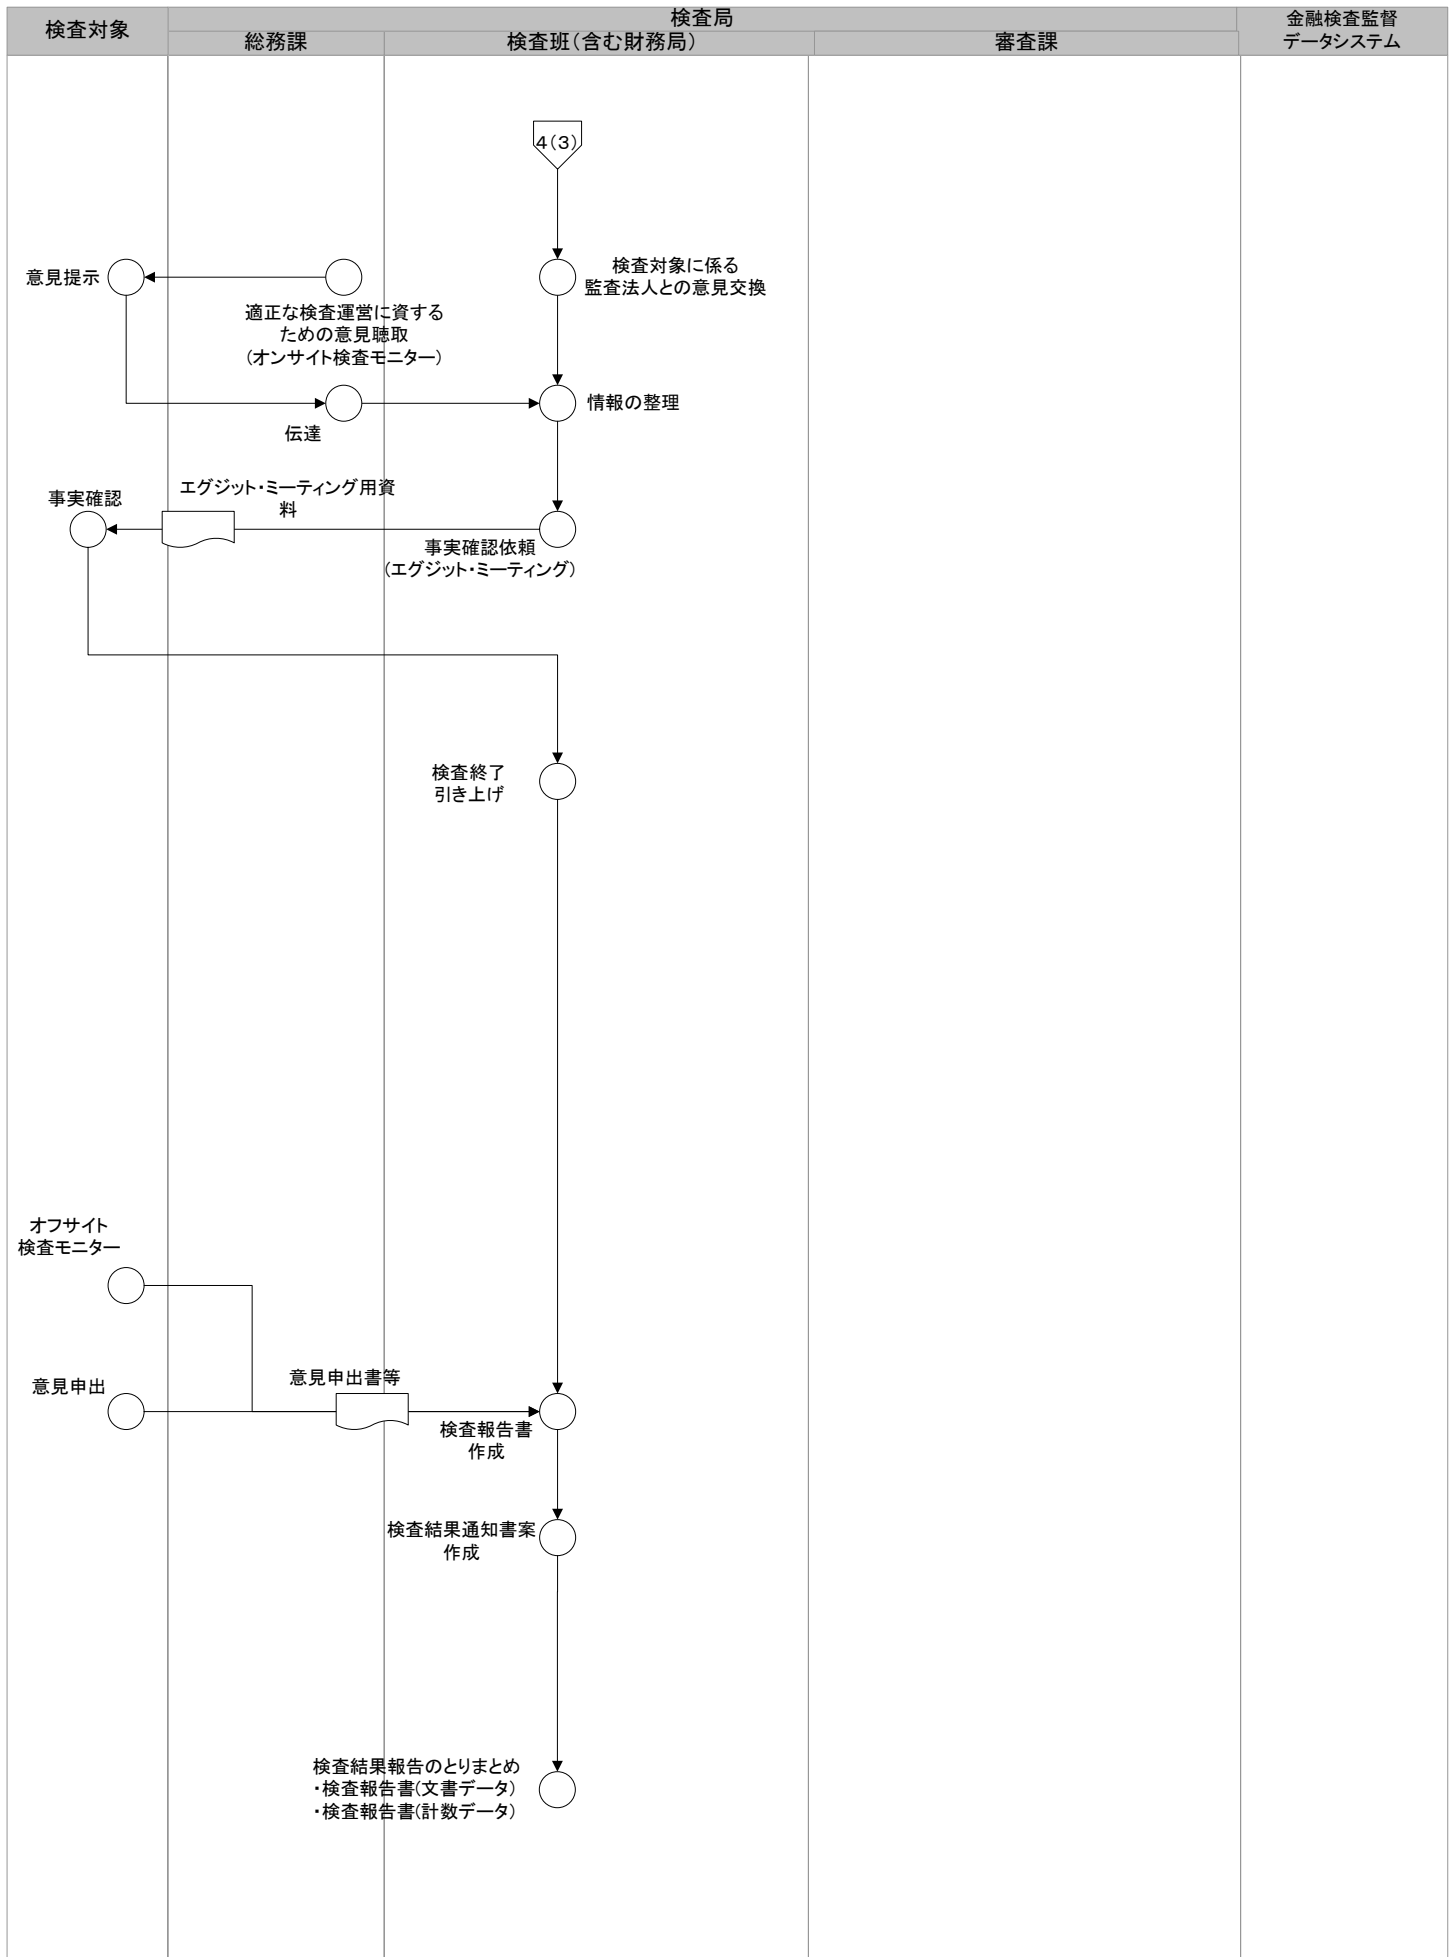 検査対象
検査局
金融検査監督
データシステム
総務課
検査班（含む財務局）
審査課
4（3）
意見提示
検査対象に係る
監査法人との意見交換
適正な検査運営に資する
ための意見聴取
（オンサイト検査モニター）
情報の整理
伝達
エグジット・ミーティング用資
料
事実確認
事実確認依頼
（エグジット・ミーティング）
検査終了
引き上げ
オフサイト
検査モニター
意見申出書等
意見申出
検査報告書
作成
検査結果通知書案
作成
検査結果報告のとりまとめ
・検査報告書（文書データ）
・検査報告書（計数データ）